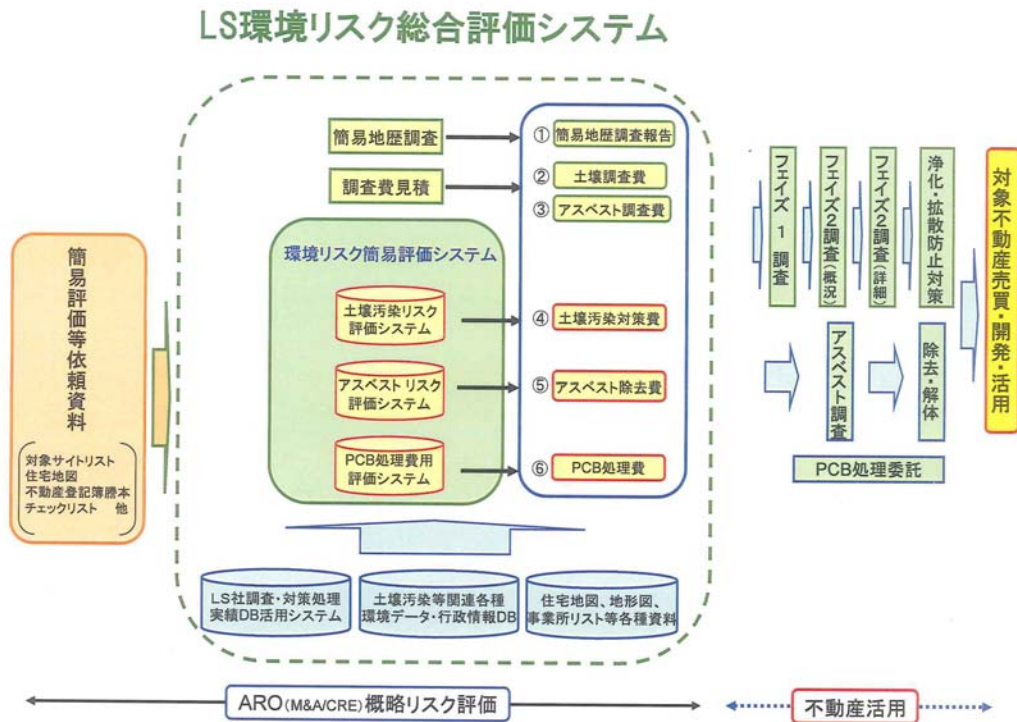 LS環境リスク総合評価システム
簡易評価等依頼資料
対象サイトリスト
住宅地図
不動産登記簿謄本
チェックリスト 他
簡易地歴調査
調査費見積
① 簡易地歴調査報告
② 土壌調査費
③ アスベスト調査費
環境リスク簡易評価システム
土壌汚染リスク
評価システム
④ 土壌汚染対策費
アスベスト リスク
評価システム
⑤ アスベスト除去費
PCB処理費用
評価システム
⑥ PCB処理費
LS社調査・対策処理
実績DB活用システム
土壌汚染等関連各種
環境データ・行政情報DB
住宅地図、地形図、
事業所リスト等各種資料
フェイズ1調査
フェイズ2調査(概況)
フェイズ2調査(詳細)
浄化・拡散防止対策
アスベスト調査
除去・解体
PCB処理委託
対象不動産売買・開発・活用
ARO(M&A/CRE)概略リスク評価
不動産活用